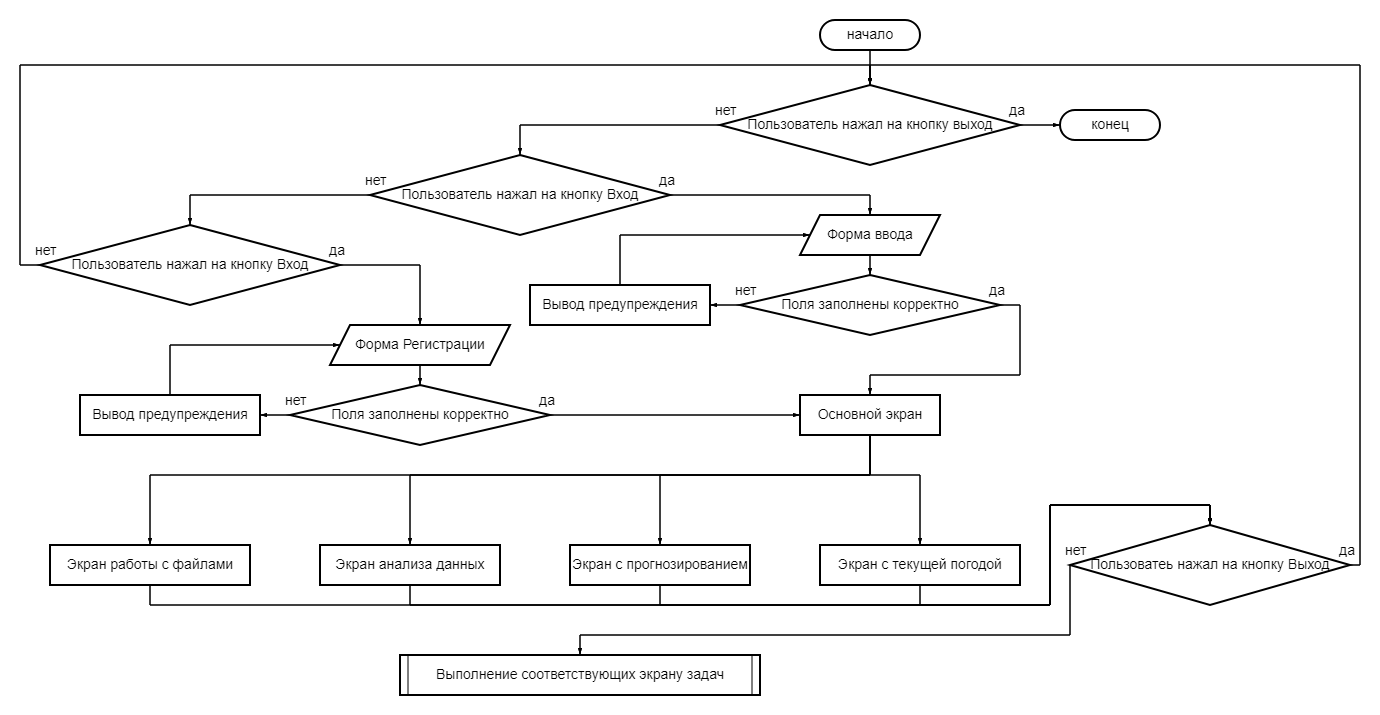 начало
нет
да
Пользователь нажал на кнопку выход
конец
нет
да
Пользователь нажал на кнопку Вход
Форма ввода
нет
да
Пользователь нажал на кнопку Вход
нет
да
Вывод предупреждения
Поля заполнены корректно
Форма Регистрации
нет
да
Вывод предупреждения
Поля заполнены корректно
Основной экран
нет
да
Экран работы с файлами
Экран анализа данных
Экран с прогнозированием
Экран с текущей погодой
Пользоватеь нажал на кнопку Выход
Выполнение соответствующих экрану задач